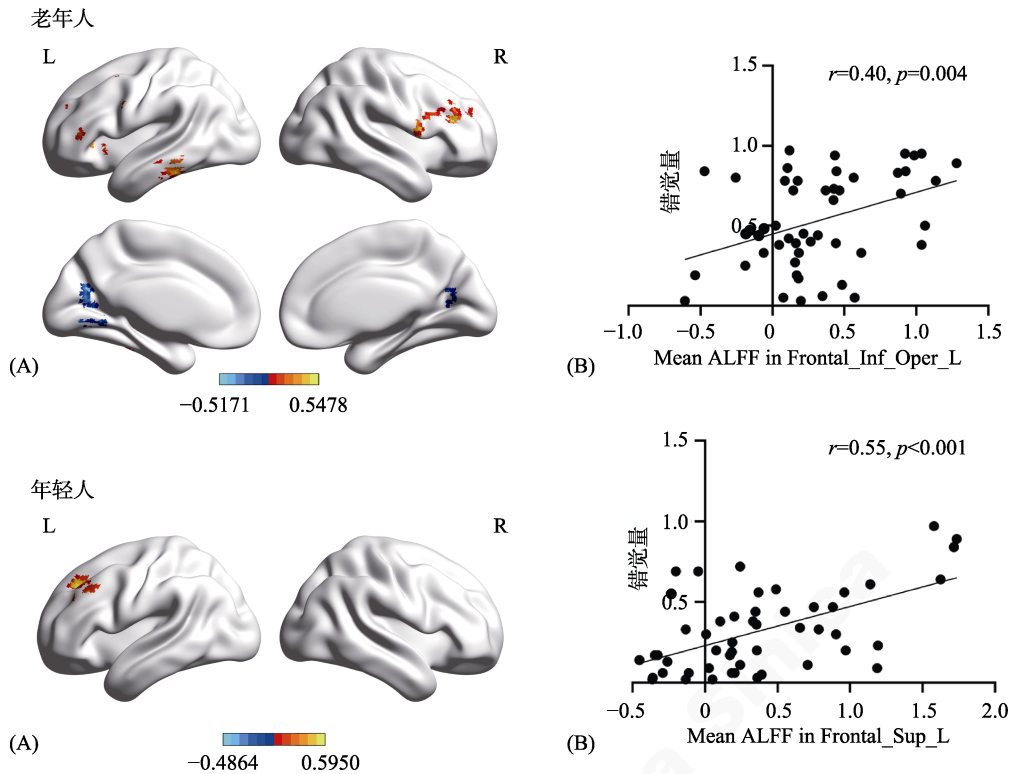 老年人
L
R
(A)
−0.5171
0.5478
1.5
r=0.40, p=0.004
1.0
错觉量
0.5
−1.0
−0.5
0
0.5
1.0
1.5
Mean ALFF in Frontal_Inf_Oper_L
(B)
年轻人
L
R
(A)
−0.4864
0.5950
1.5
r=0.55, p<0.001
1.0
错觉量
0.5
−0.5
0
0.5
1.0
1.5
2.0
Mean ALFF in Frontal_Sup_L
(B)